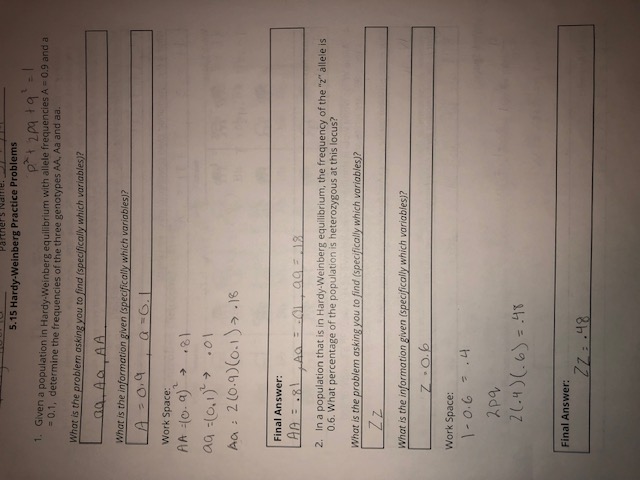 Partner's Name:
5.15 Hardy-Weinberg Practice Problems
p² + 2pq + q² = 1
1. Given a population in Hardy-Weinberg equilibrium with allele frequencies A = 0.9 and a
= 0.1, determine the frequencies of the three genotypes AA, Aa and aa.
What is the problem asking you to find (specifically which variables)?
aa, Aa, AA
What is the information given (specifically which variables)?
A = 0.9, a = 0.1
Work Space:
AA = (0.9)² → .81
aa = (0.1)² → .01
Aa : 2(0.9)(0.1) → .18
Final Answer:
AA = .81, Aa = .01, aa = .18
2. In a population that is in Hardy-Weinberg equilibrium, the frequency of the "z" allele is
0.6. What percentage of the population is heterozygous at this locus?
What is the problem asking you to find (specifically which variables)?
Zz
What is the information given (specifically which variables)?
z = 0.6
Work Space:
1 - 0.6 = .4
2pq
2(.4)(.6) = .48
Final Answer:
Zz = .48